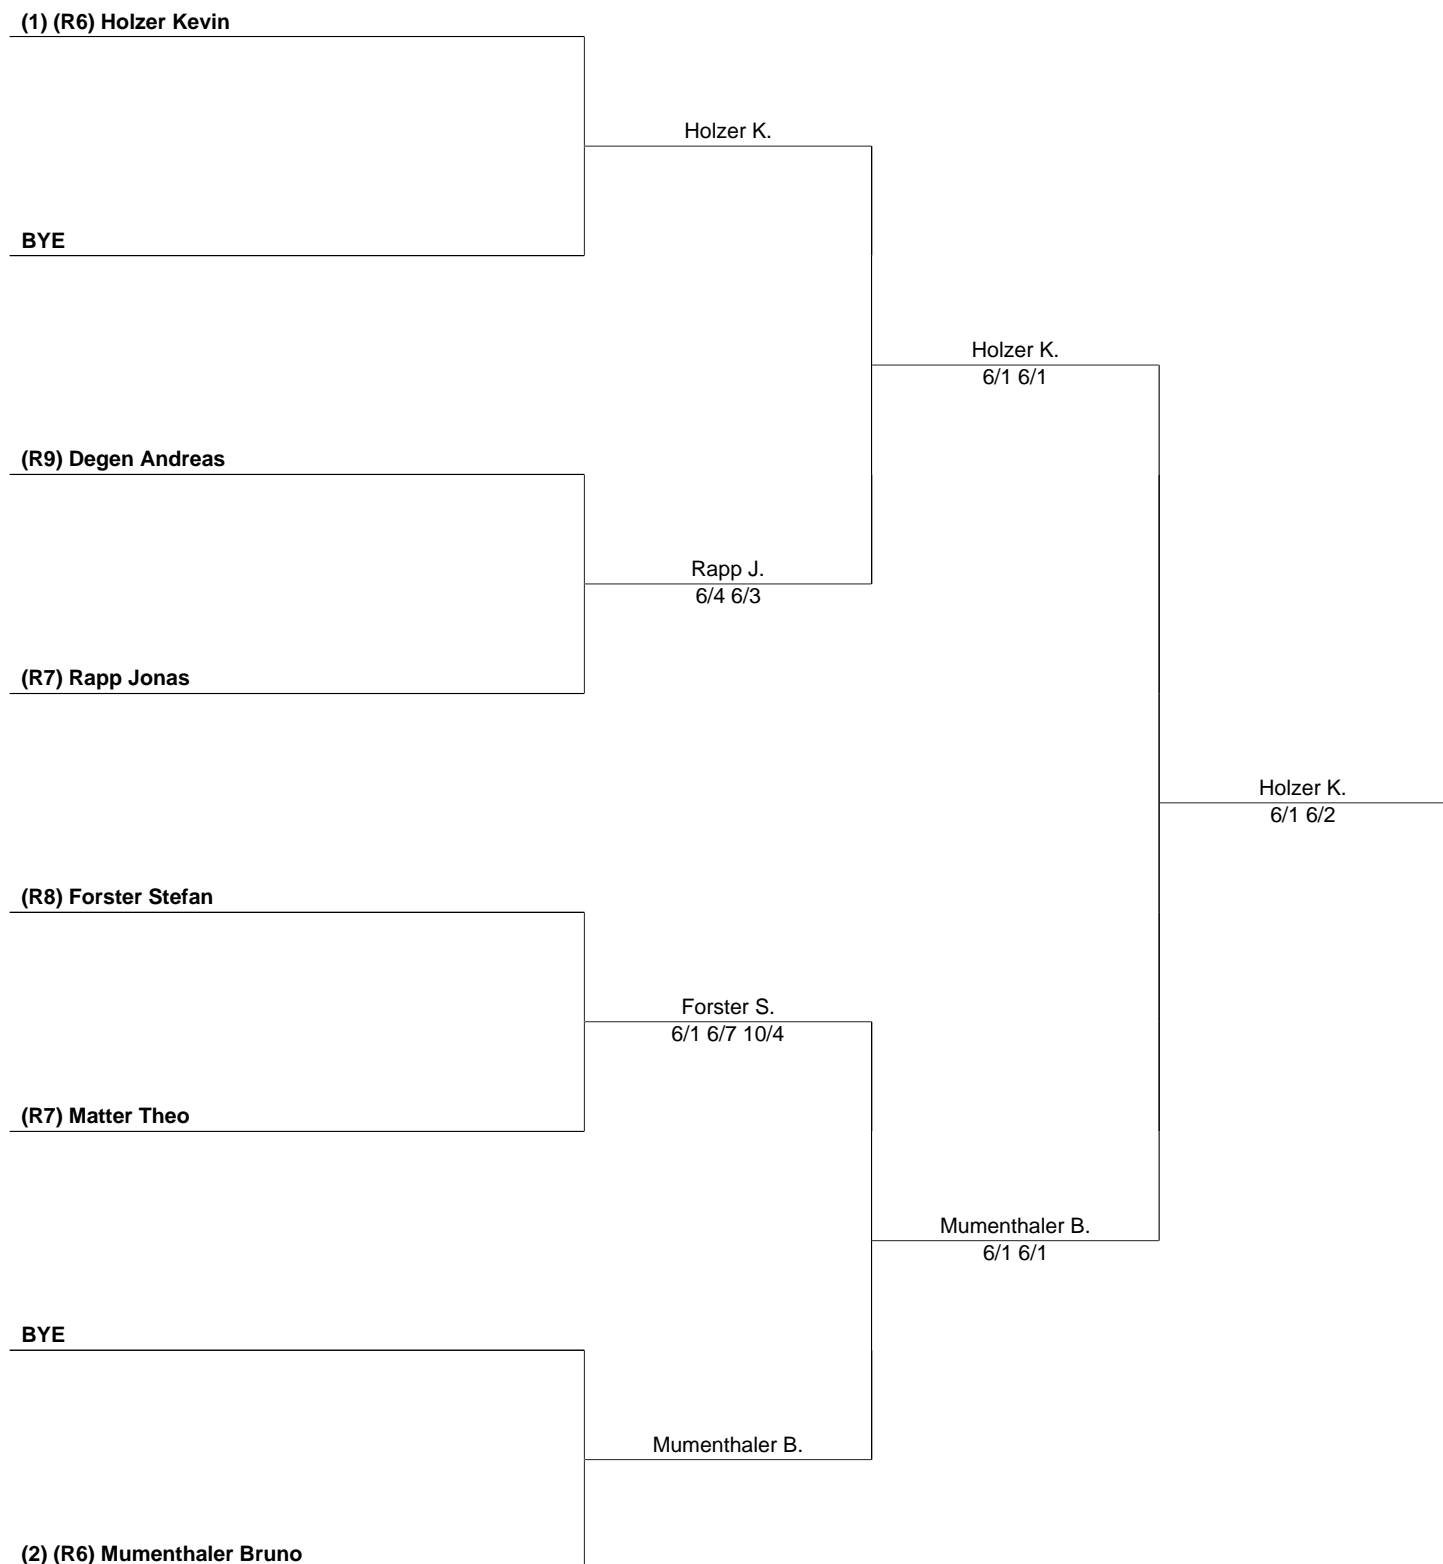 (1) (R6) Holzer Kevin
Holzer K.
BYE
Holzer K.
6/1 6/1
(R9) Degen Andreas
Rapp J.
6/4 6/3
(R7) Rapp Jonas
Holzer K.
6/1 6/2
(R8) Forster Stefan
Forster S.
6/1 6/7 10/4
(R7) Matter Theo
Mumenthaler B.
6/1 6/1
BYE
Mumenthaler B.
(2) (R6) Mumenthaler Bruno